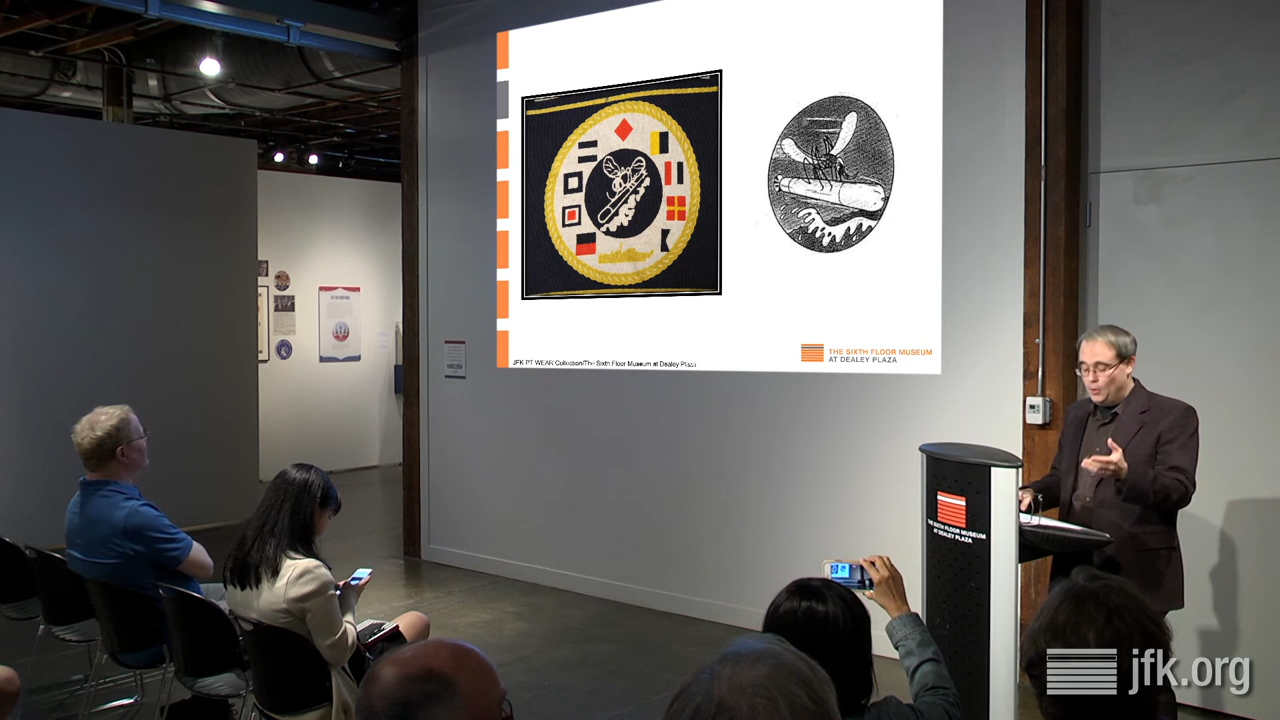 JFK PT WEAR Collection/The Sixth Floor Museum at Dealey Plaza
THE SIXTH FLOOR MUSEUM
AT DEALEY PLAZA
THE SIXTH FLOOR MUSEUM
AT DEALEY PLAZA
jfk.org